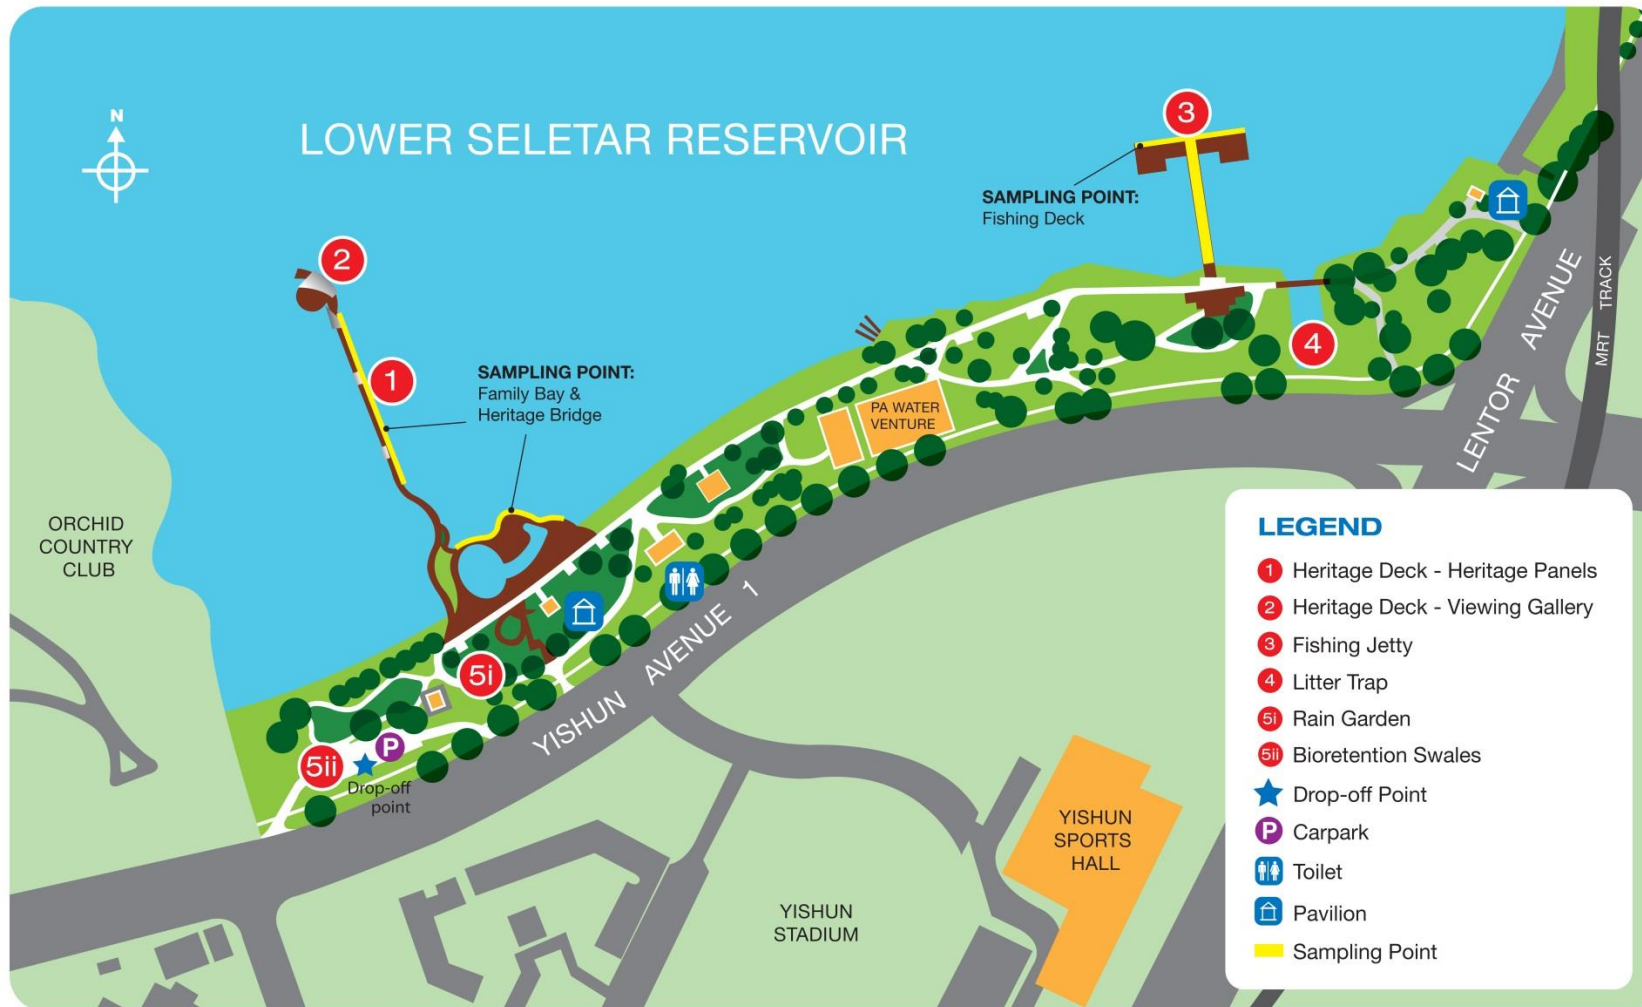 N
LOWER SELETAR RESERVOIR
3
SAMPLING POINT:
Fishing Deck
2
1
SAMPLING POINT:
Family Bay &
Heritage Bridge
4
PA WATER
VENTURE
ORCHID
COUNTRY
CLUB
5i
5ii
P
Drop-off
point
YISHUN AVENUE 1
LENTOR AVENUE
MRT TRACK
YISHUN
SPORTS
HALL
YISHUN
STADIUM
LEGEND
1 Heritage Deck - Heritage Panels
2 Heritage Deck - Viewing Gallery
3 Fishing Jetty
4 Litter Trap
5i Rain Garden
5ii Bioretention Swales
Drop-off Point
P Carpark
Toilet
Pavilion
Sampling Point